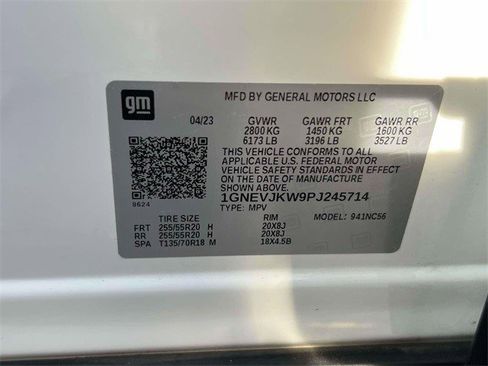 gm
MFD BY GENERAL MOTORS LLC
04/23 GVWR GAWR FRT GAWR RR
2800 KG 1450 KG 1600 KG
6173 LB 3196 LB 3527 LB
THIS VEHICLE CONFORMS TO ALL
APPLICABLE U.S. FEDERAL MOTOR
VEHICLE SAFETY STANDARDS IN
EFFECT ON THE DATE OF
MANUFACTURE SHOWN ABOVE.
1GNEVJKW9PJ245714
8624 TYPE: MPV
RIM MODEL: 941NC56
FRT 255/55R20 H 20X8J
RR 255/55R20 H 20X8J
SPA T135/70R18 M 18X4.5B